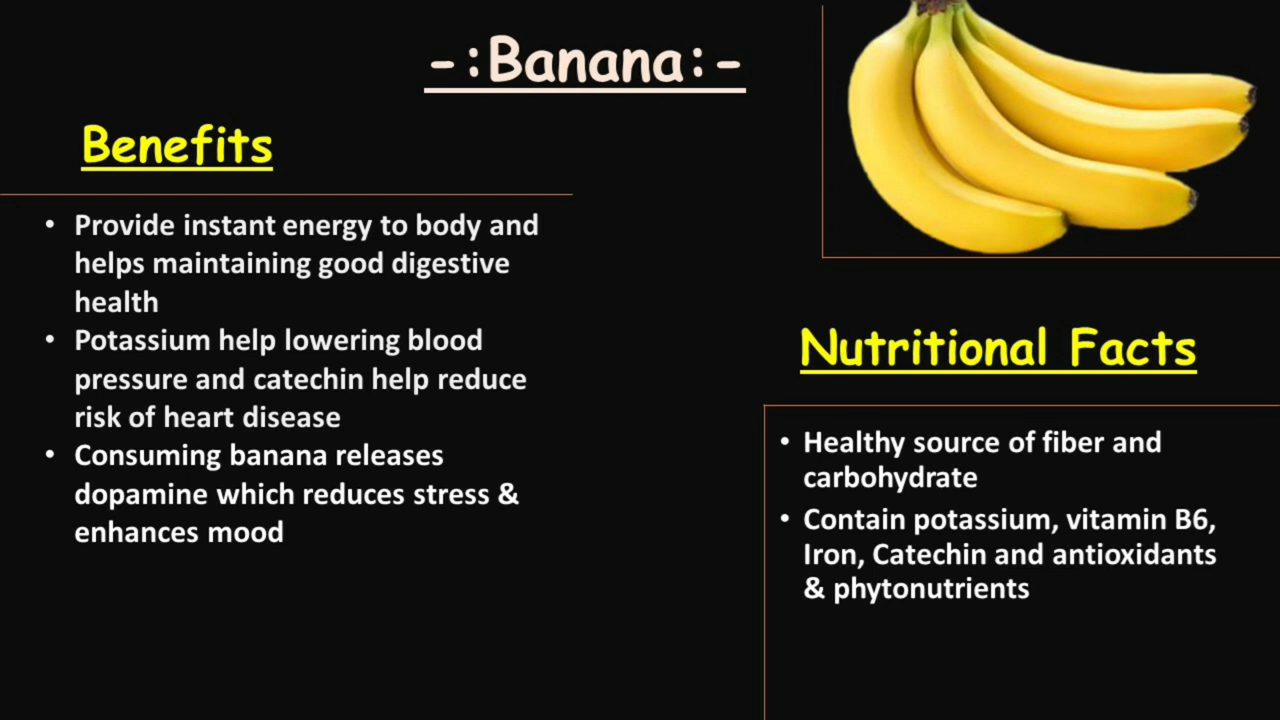 -:Banana:-
Benefits
• Provide instant energy to body and
helps maintaining good digestive
health
• Potassium help lowering blood
pressure and catechin help reduce
risk of heart disease
• Consuming banana releases
dopamine which reduces stress &
enhances mood
Nutritional Facts
• Healthy source of fiber and
carbohydrate
• Contain potassium, vitamin B6,
Iron, Catechin and antioxidants
& phytonutrients